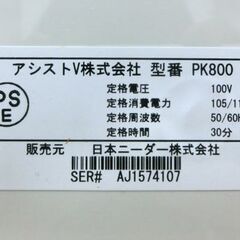 アシストV株式会社 型番 PK800
PS
E
定格電圧 100V
定格消費電力 105/11
定格周波数 50/60H
定格時間 30分
販売元 日本ニーダー株式会社
SER# AJ1574107